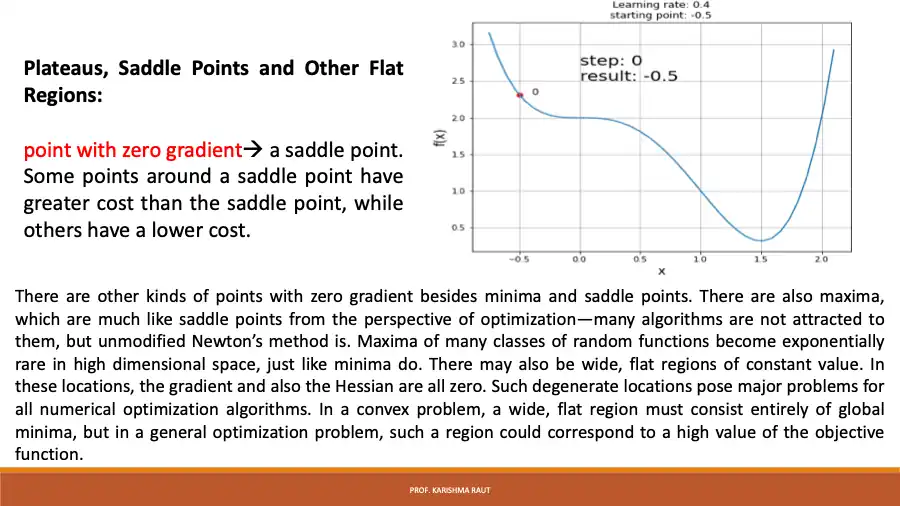 Learning rate: 0.4
starting point: -0.5
Plateaus, Saddle Points and Other Flat
Regions:
point with zero gradient→ a saddle point.
Some points around a saddle point have
greater cost than the saddle point, while
others have a lower cost.
step: 0
result: -0.5
0
f(x)
3.0
2.5
2.0
1.5
1.0
0.5
−0.5 0.0 0.5 1.0 1.5 2.0
x
There are other kinds of points with zero gradient besides minima and saddle points. There are also maxima,
which are much like saddle points from the perspective of optimization—many algorithms are not attracted to
them, but unmodified Newton’s method is. Maxima of many classes of random functions become exponentially
rare in high dimensional space, just like minima do. There may also be wide, flat regions of constant value. In
these locations, the gradient and also the Hessian are all zero. Such degenerate locations pose major problems for
all numerical optimization algorithms. In a convex problem, a wide, flat region must consist entirely of global
minima, but in a general optimization problem, such a region could correspond to a high value of the objective
function.
PROF. KARISHMA RAUT